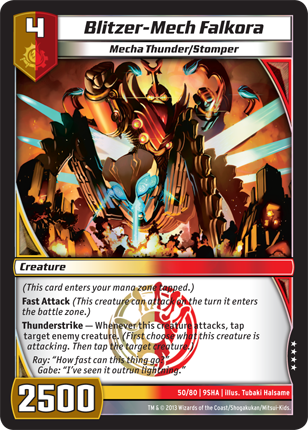 4
Blitzer-Mech Falkora
Mecha Thunder/Stomper
Creature
(This card enters your mana zone tapped.)
Fast Attack (This creature can attack on the turn it enters
the battle zone.)
Thunderstrike — Whenever this creature attacks, tap
target enemy creature. (First choose what this creature is
attacking. Then tap the target creature.)
Ray: "How fast can this thing go?"
Gabe: "I've seen it outrun lightning."
2500
50/80 | 9SHA | illus. Tubaki Halsame
TM & © 2013 Wizards of the Coast/Shogakukan/Mitsui-Kids.